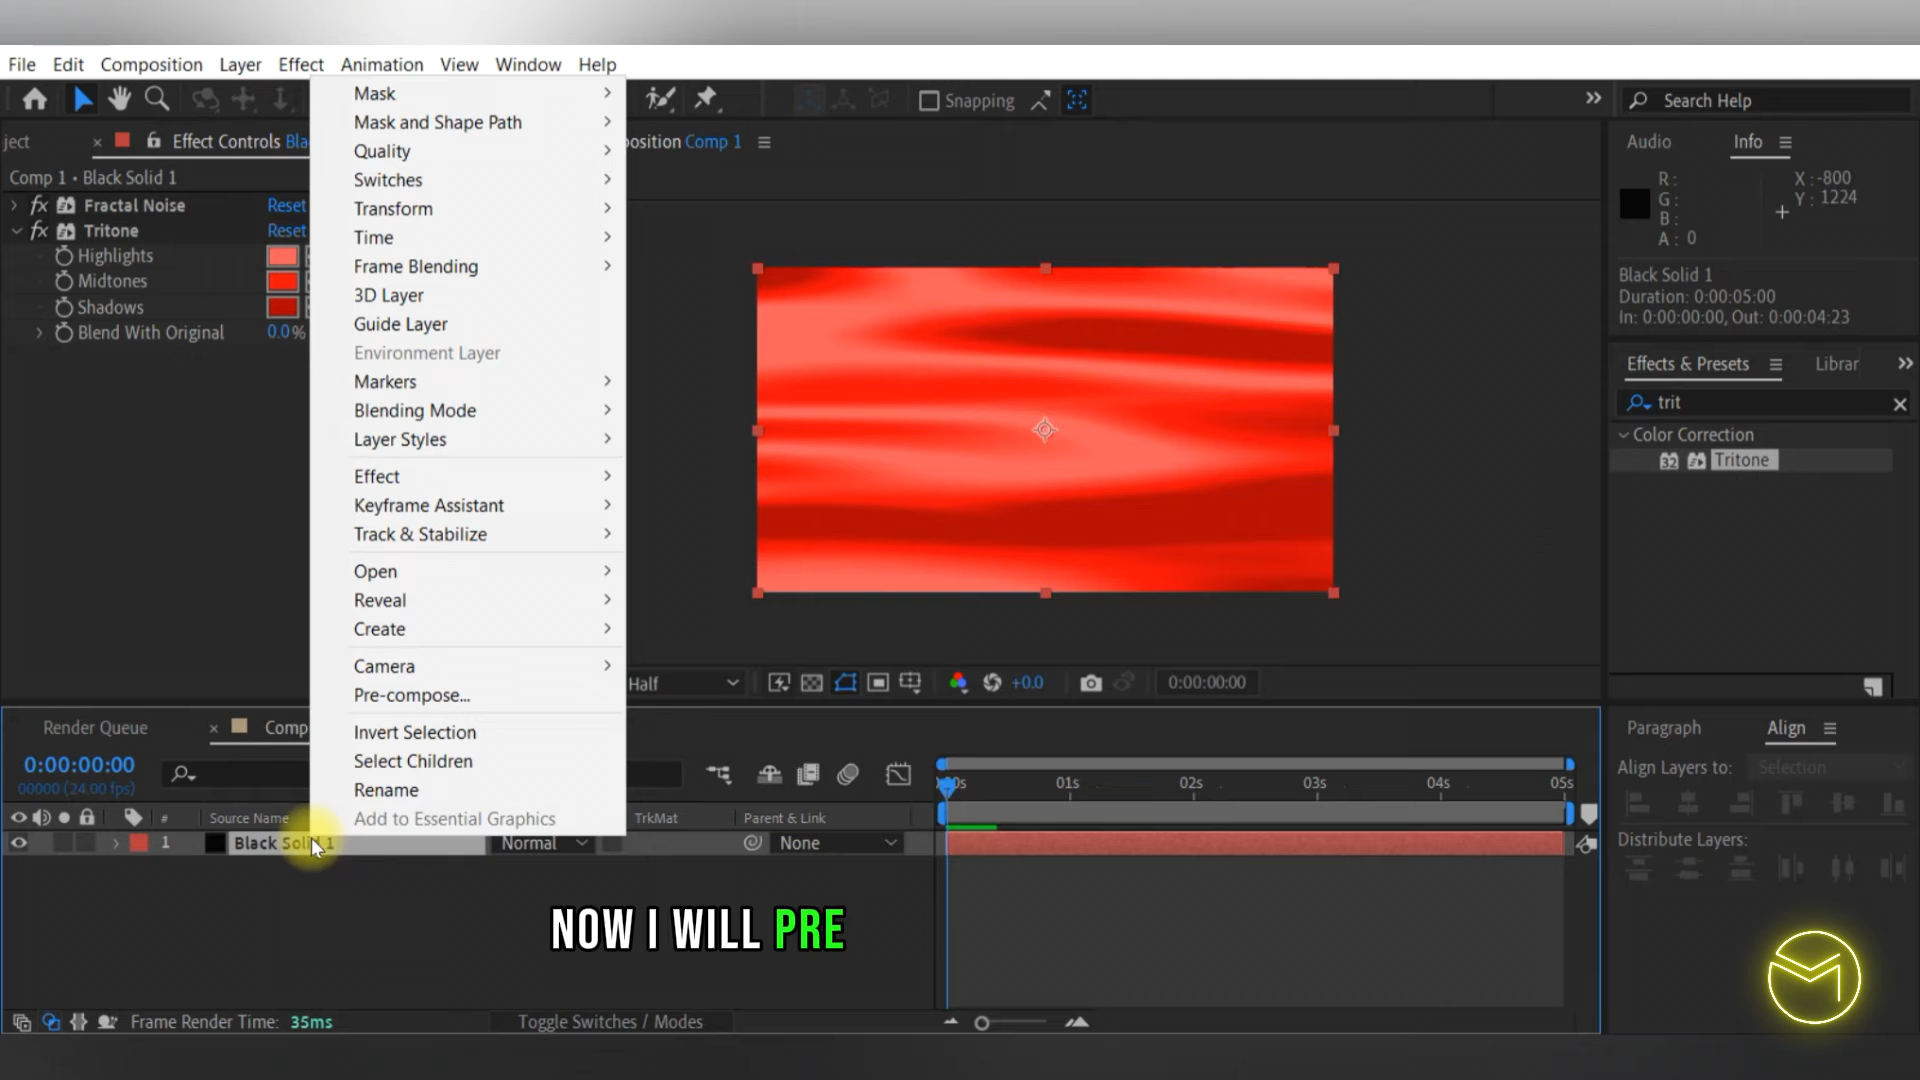 File Edit Composition Layer Effect Animation View Window Help
Snapping
Search Help
ject
Effect Controls Bla
position Comp 1
Audio
Info
Comp 1 • Black Solid 1
Fractal Noise Reset
Tritone Reset
Highlights
Midtones
Shadows
Blend With Original 0.0%
Mask
Mask and Shape Path
Quality
Switches
Transform
Time
Frame Blending
3D Layer
Guide Layer
Environment Layer
Markers
Blending Mode
Layer Styles
Effect
Keyframe Assistant
Track & Stabilize
Open
Reveal
Create
Camera
Pre-compose...
Invert Selection
Select Children
Rename
Add to Essential Graphics
R :
G :
B :
A : 0
X : -800
Y : 1224
Black Solid 1
Duration: 0:00:05:00
In: 0:00:00:00, Out: 0:00:04:23
Effects & Presets
Librar
trit
Color Correction
32 Tritone
Half
+0.0
0:00:00:00
Render Queue
Comp
0:00:00:00
00000 (24.00 fps)
# Source Name TrkMat Parent & Link
1 Black Solid 1 Normal None
00s 01s 02s 03s 04s 05s
Paragraph
Align
Align Layers to: Selection
Distribute Layers:
NOW I WILL PRE
Frame Render Time: 35ms
Toggle Switches / Modes